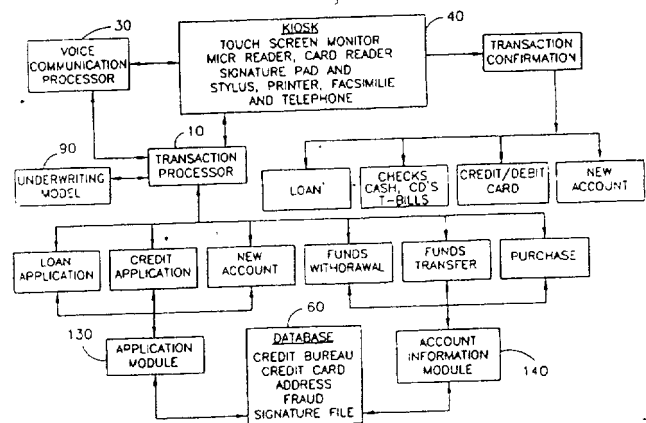 30
VOICE
COMMUNICATION
PROCESSOR
KIOSK
TOUCH SCREEN MONITOR
MICR READER, CARD READER
SIGNATURE PAD AND
STYLUS, PRINTER, FACSIMILIE
AND TELEPHONE
40
TRANSACTION
CONFIRMATION
90
UNDERWRITING
MODEL
10
TRANSACTION
PROCESSOR
LOAN
CHECKS
CASH, CD'S
T-BILLS
CREDIT/DEBIT
CARD
NEW
ACCOUNT
LOAN
APPLICATION
CREDIT
APPLICATION
NEW
ACCOUNT
FUNDS
WITHDRAWAL
FUNDS
TRANSFER
PURCHASE
130
APPLICATION
MODULE
60
DATABASE
CREDIT BUREAU
CREDIT CARD
ADDRESS
FRAUD
SIGNATURE FILE
ACCOUNT
INFORMATION
MODULE
140